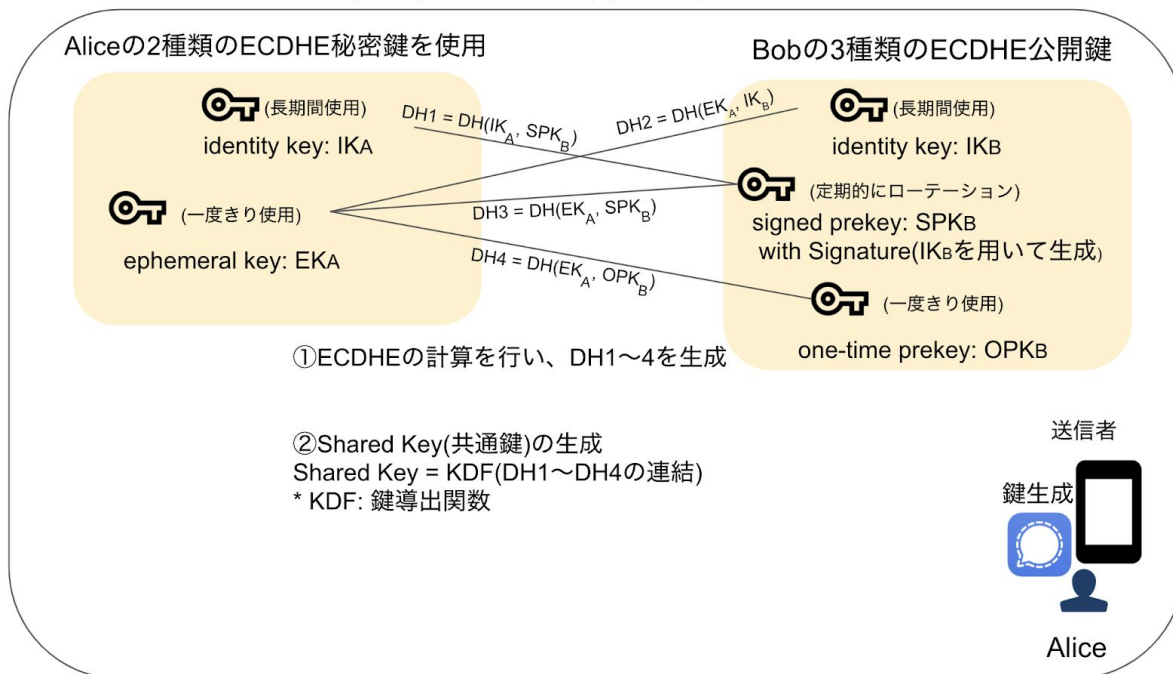 Aliceの2種類のECDHE秘密鍵を使用
Bobの3種類のECDHE公開鍵
(長期間使用)
identity key: IKA
(一度きり使用)
ephemeral key: EKA
DH1 = DH(IK_A, SPK_B)
DH2 = DH(EK_A, IK_B)
DH3 = DH(EK_A, SPK_B)
DH4 = DH(EK_A, OPK_B)
(長期間使用)
identity key: IKB
(定期的にローテーション)
signed prekey: SPKB
with Signature(IKBを用いて生成)
(一度きり使用)
one-time prekey: OPKB
①ECDHEの計算を行い、DH1〜4を生成
②Shared Key(共通鍵)の生成
Shared Key = KDF(DH1〜DH4の連結)
* KDF: 鍵導出関数
送信者
鍵生成
Alice